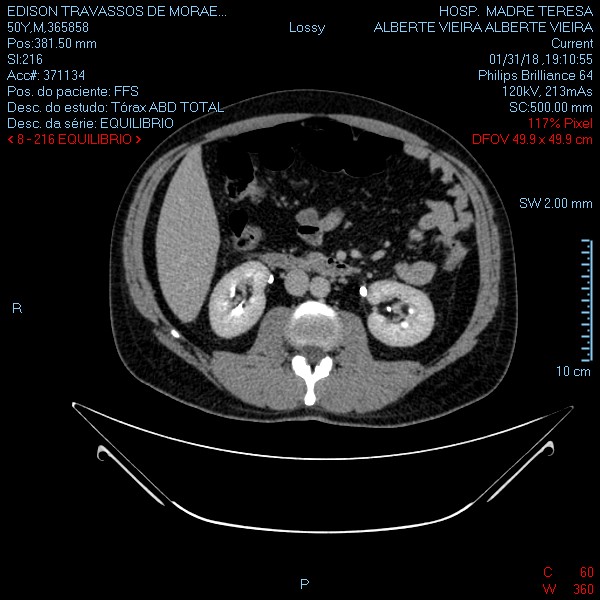 EDISON TRAVASSOS DE MORAE...
50Y,M,365858
Pos:381.50 mm
SI:216
Acc#: 371134
Pos. do paciente: FFS
Desc. do estudo: Tórax ABD TOTAL
Desc. da série: EQUILIBRIO
< 8 - 216 EQUILIBRIO >
Lossy
HOSP. MADRE TERESA
ALBERTE VIEIRA ALBERTE VIEIRA
Current
01/31/18 ,19:10:55
Philips Brilliance 64
120kV, 213mAs
SC:500.00 mm
117% Pixel
DFOV 49.9 x 49.9 cm
SW 2.00 mm
R
10 cm
P
C 60
W 360